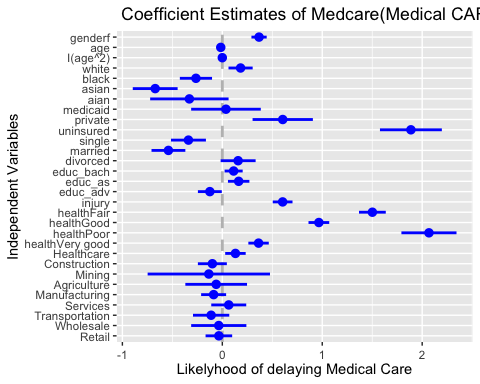 Coefficient Estimates of Medcare(Medical CAF
Independent Variables
genderf
age
I(age^2)
white
black
asian
aian
medicaid
private
uninsured
single
married
divorced
educ_bach
educ_as
educ_adv
injury
healthFair
healthGood
healthPoor
healthVery good
Healthcare
Construction
Mining
Agriculture
Manufacturing
Services
Transportation
Wholesale
Retail
-1 0 1 2
Likelyhood of delaying Medical Care